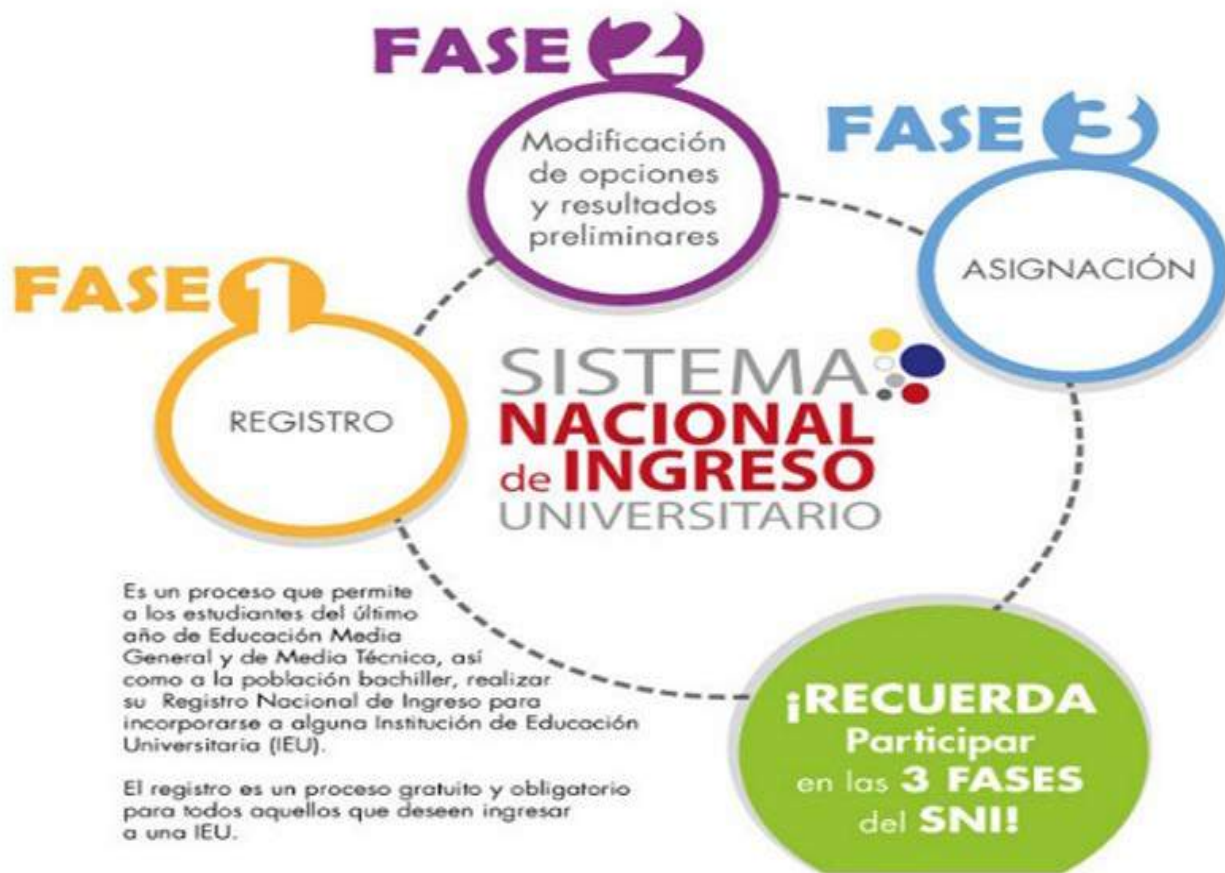 FASE 1
REGISTRO
FASE 2
Modificación
de opciones
y resultados
preliminares
FASE 3
ASIGNACIÓN
SISTEMA
NACIONAL
de INGRESO
UNIVERSITARIO
Es un proceso que permite
a los estudiantes del último
año de Educación Media
General y de Media Técnica, así
como a la población bachiller, realizar
su Registro Nacional de Ingreso para
incorporarse a alguna Institución de Educación
Universitaria (IEU).
El registro es un proceso gratuito y obligatorio
para todos aquellos que deseen ingresar
a una IEU.
¡RECUERDA
Participar
en las 3 FASES
del SNI!